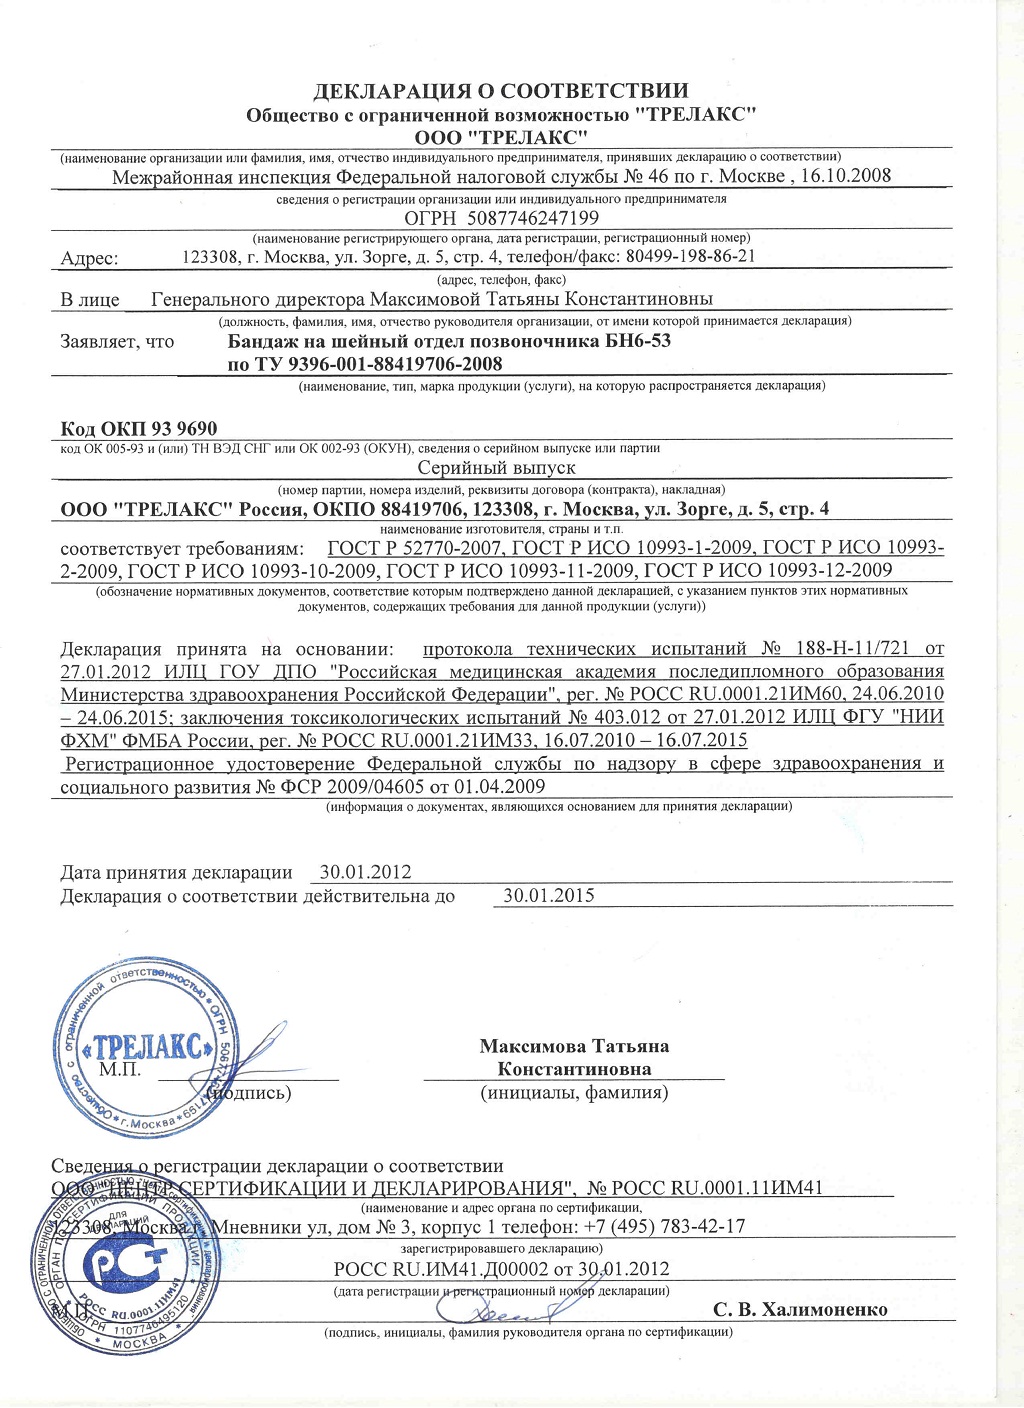 ДЕКЛАРАЦИЯ О СООТВЕТСТВИИ
Общество с ограниченной возможностью "ТРЕЛАКС"
ООО "ТРЕЛАКС"
(наименование организации или фамилия, имя, отчество индивидуального предпринимателя, принявших декларацию о соответствии)
Межрайонная инспекция Федеральной налоговой службы № 46 по г. Москве , 16.10.2008
сведения о регистрации организации или индивидуального предпринимателя
ОГРН 5087746247199
(наименование регистрирующего органа, дата регистрации, регистрационный номер)
Адрес: 123308, г. Москва, ул. Зорге, д. 5, стр. 4, телефон/факс: 80499-198-86-21
(адрес, телефон, факс)
В лице Генерального директора Максимовой Татьяны Константиновны
(должность, фамилия, имя, отчество руководителя организации, от имени которой принимается декларация)
Заявляет, что Бандаж на шейный отдел позвоночника БН6-53
по ТУ 9396-001-88419706-2008
(наименование, тип, марка продукции (услуги), на которую распространяется декларация)
Код ОКП 93 9690
код ОК 005-93 и (или) ТН ВЭД СНГ или ОК 002-93 (ОКУН), сведения о серийном выпуске или партии
Серийный выпуск
(номер партии, номера изделий, реквизиты договора (контракта), накладная)
ООО "ТРЕЛАКС" Россия, ОКПО 88419706, 123308, г. Москва, ул. Зорге, д. 5, стр. 4
наименование изготовителя, страны и т.п.
соответствует требованиям: ГОСТ Р 52770-2007, ГОСТ Р ИСО 10993-1-2009, ГОСТ Р ИСО 10993-
2-2009, ГОСТ Р ИСО 10993-10-2009, ГОСТ Р ИСО 10993-11-2009, ГОСТ Р ИСО 10993-12-2009
(обозначение нормативных документов, соответствие которым подтверждено данной декларацией, с указанием пунктов этих нормативных
документов, содержащих требования для данной продукции (услуги))
Декларация принята на основании: протокола технических испытаний № 188-Н-11/721 от
27.01.2012 ИЛЦ ГОУ ДПО "Российская медицинская академия последипломного образования
Министерства здравоохранения Российской Федерации", рег. № РОСС RU.0001.21ИМ60, 24.06.2010
– 24.06.2015; заключения токсикологических испытаний № 403.012 от 27.01.2012 ИЛЦ ФГУ "НИИ
ФХМ" ФМБА России, рег. № РОСС RU.0001.21ИМ33, 16.07.2010 – 16.07.2015
Регистрационное удостоверение Федеральной службы по надзору в сфере здравоохранения и
социального развития № ФСР 2009/04605 от 01.04.2009
(информация о документах, являющихся основанием для принятия декларации)
Дата принятия декларации 30.01.2012
Декларация о соответствии действительна до 30.01.2015
Общество с ограниченной ответственностью * ОГРН
«ТРЕЛАКС»
* г.Москва *
М.П.
(подпись)
Максимова Татьяна
Константиновна
(инициалы, фамилия)
Сведения о регистрации декларации о соответствии
ООО "ЦЕНТР СЕРТИФИКАЦИИ И ДЕКЛАРИРОВАНИЯ", № РОСС RU.0001.11ИМ41
(наименование и адрес органа по сертификации,
123308, Москва, Мневники ул, дом № 3, корпус 1 телефон: +7 (495) 783-42-17
зарегистрировавшего декларацию)
РОСС RU.ИМ41.Д00002 от 30.01.2012
(дата регистрации и регистрационный номер декларации)
М.П. С. В. Халимоненко
(подпись, инициалы, фамилия руководителя органа по сертификации)
ОРГАН ПО СЕРТИФИКАЦИИ ПРОДУКЦИИ
ДЛЯ
ДЕКЛАРАЦИЙ
РСТ
РОСС RU.0001.11ИМ41
ОГРН 1107746495120
* МОСКВА *